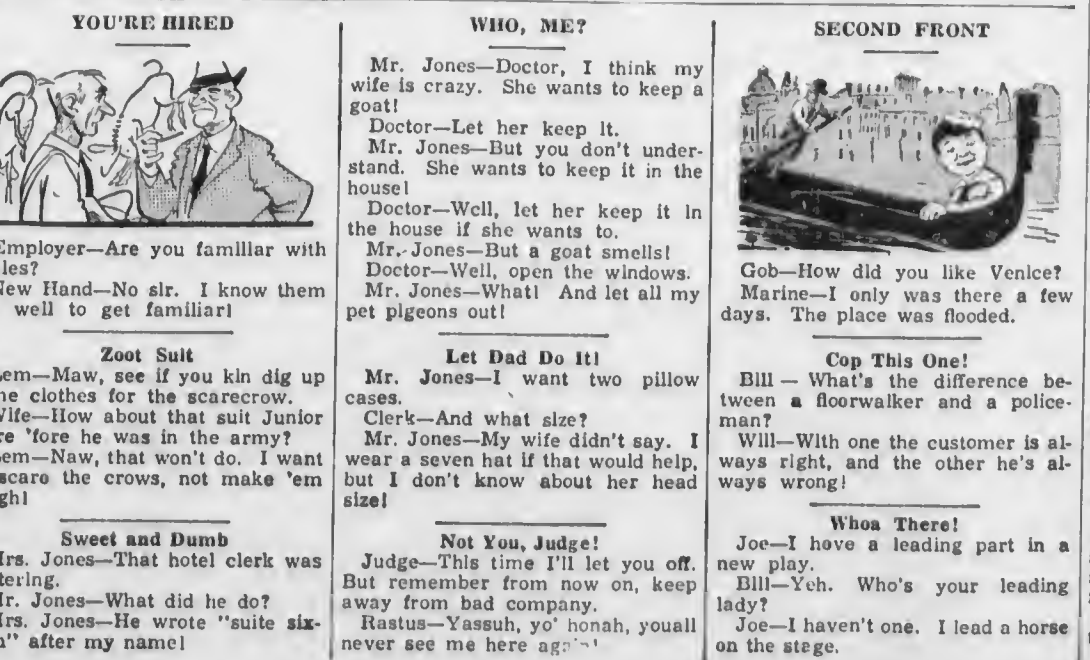 YOU'RE HIRED
Employer—Are you familiar with
les?
New Hand—No sir. I know them
well to get familiar!
Zoot Suit
em—Maw, see if you kin dig up
ne clothes for the scarecrow.
Wife—How about that suit Junior
re 'fore he was in the army?
em—Naw, that won't do. I want
scare the crows, not make 'em
gh!
Sweet and Dumb
Mrs. Jones—That hotel clerk was
tering.
Mr. Jones—What did he do?
Mrs. Jones—He wrote "suite six-
n" after my name!
WHO, ME?
Mr. Jones—Doctor, I think my
wife is crazy. She wants to keep a
goat!
Doctor—Let her keep it.
Mr. Jones—But you don't under-
stand. She wants to keep it in the
house!
Doctor—Well, let her keep it in
the house if she wants to.
Mr. Jones—But a goat smells!
Doctor—Well, open the windows.
Mr. Jones—What! And let all my
pet pigeons out!
Let Dad Do It!
Mr. Jones—I want two pillow
cases.
Clerk—And what size?
Mr. Jones—My wife didn't say. I
wear a seven hat if that would help,
but I don't know about her head
size!
Not You, Judge!
Judge—This time I'll let you off.
But remember from now on, keep
away from bad company.
Rastus—Yassuh, yo' honah, youall
never see me here again!
SECOND FRONT
Gob—How did you like Venice?
Marine—I only was there a few
days. The place was flooded.
Cop This One!
Bill — What's the difference be-
tween a floorwalker and a police-
man?
Will—With one the customer is al-
ways right, and the other he's al-
ways wrong!
Whoa There!
Joe—I have a leading part in a
new play.
Bill—Yeh. Who's your leading
lady?
Joe—I haven't one. I lead a horse
on the stage.